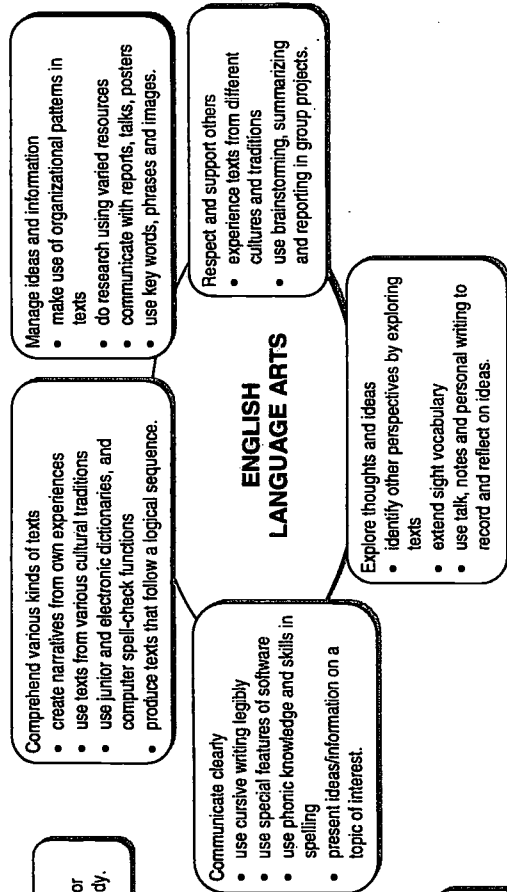 Comprehend various kinds of texts
• create narratives from own experiences
• use texts from various cultural traditions
• use junior and electronic dictionaries, and
computer spell-check functions
• produce texts that follow a logical sequence.
Manage ideas and information
• make use of organizational patterns in
texts
• do research using varied resources
• communicate with reports, talks, posters
• use key words, phrases and images.
ENGLISH
LANGUAGE ARTS
Respect and support others
• experience texts from different
cultures and traditions
• use brainstorming, summarizing
and reporting in group projects.
Communicate clearly
• use cursive writing legibly
• use special features of software
• use phonic knowledge and skills in
spelling
• present ideas/information on a
topic of interest.
Explore thoughts and ideas
• identify other perspectives by exploring
texts
• extend sight vocabulary
• use talk, notes and personal writing to
record and reflect on ideas.
or
dy.